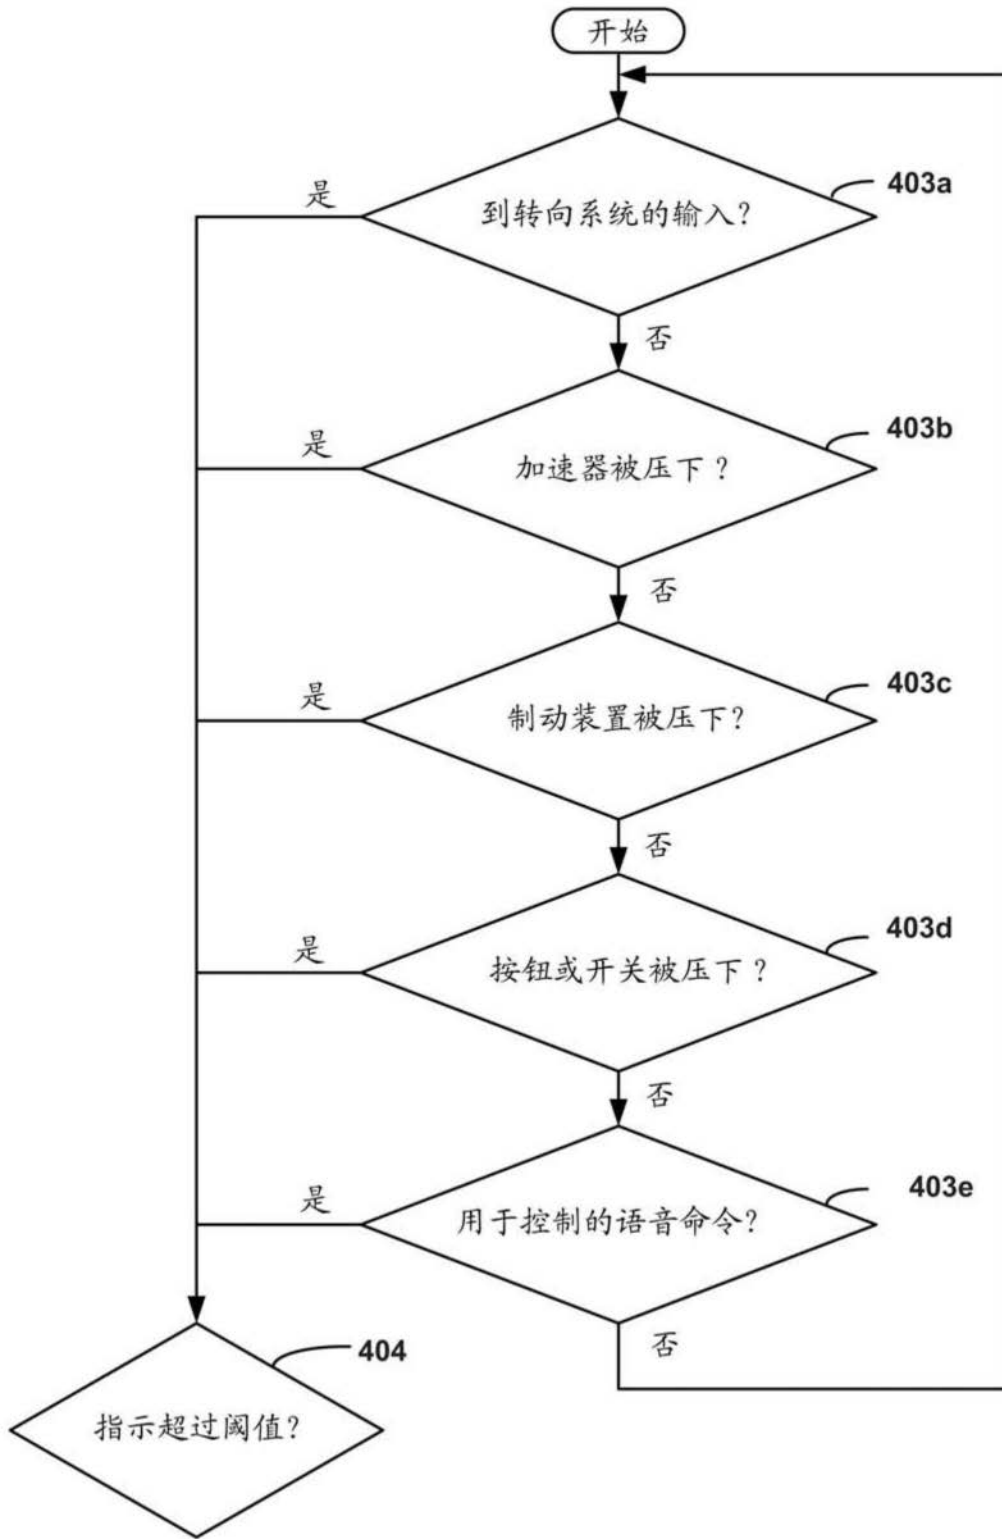 开始
403a
是
到转向系统的输入?
否
403b
是
加速器被压下？
否
403c
是
制动装置被压下?
否
403d
是
按钮或开关被压下？
否
403e
是
用于控制的语音命令?
否
404
指示超过阈值?